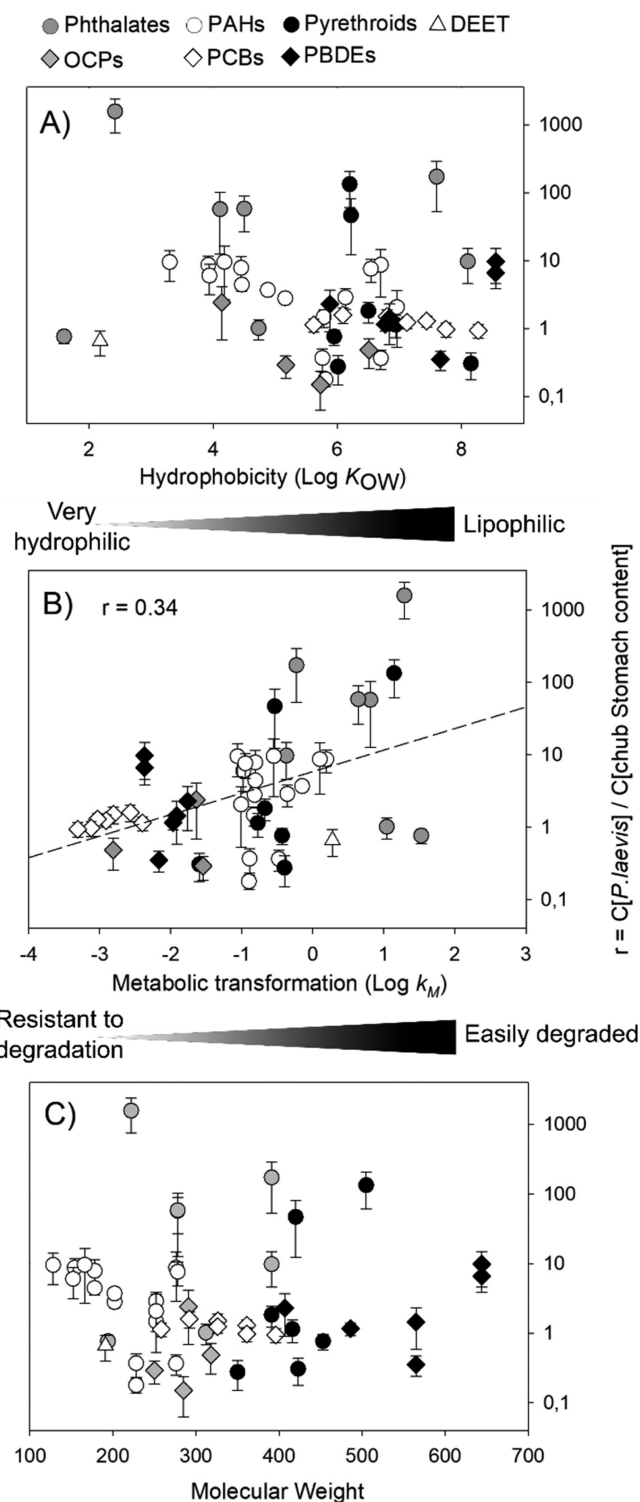 Phthalates PAHs Pyrethroids DEET
OCPs PCBs PBDEs
A)
1000
100
10
1
0,1
2 4 6 8
Hydrophobicity (Log KOW)
Very
hydrophilic
Lipophilic
B)
r = 0.34
1000
100
10
1
0,1
-4 -3 -2 -1 0 1 2 3
Metabolic transformation (Log kM)
r = C[P.laevis] / C[chub Stomach content]
Resistant to
degradation
Easily degraded
C)
1000
100
10
1
0,1
100 200 300 400 500 600 700
Molecular Weight